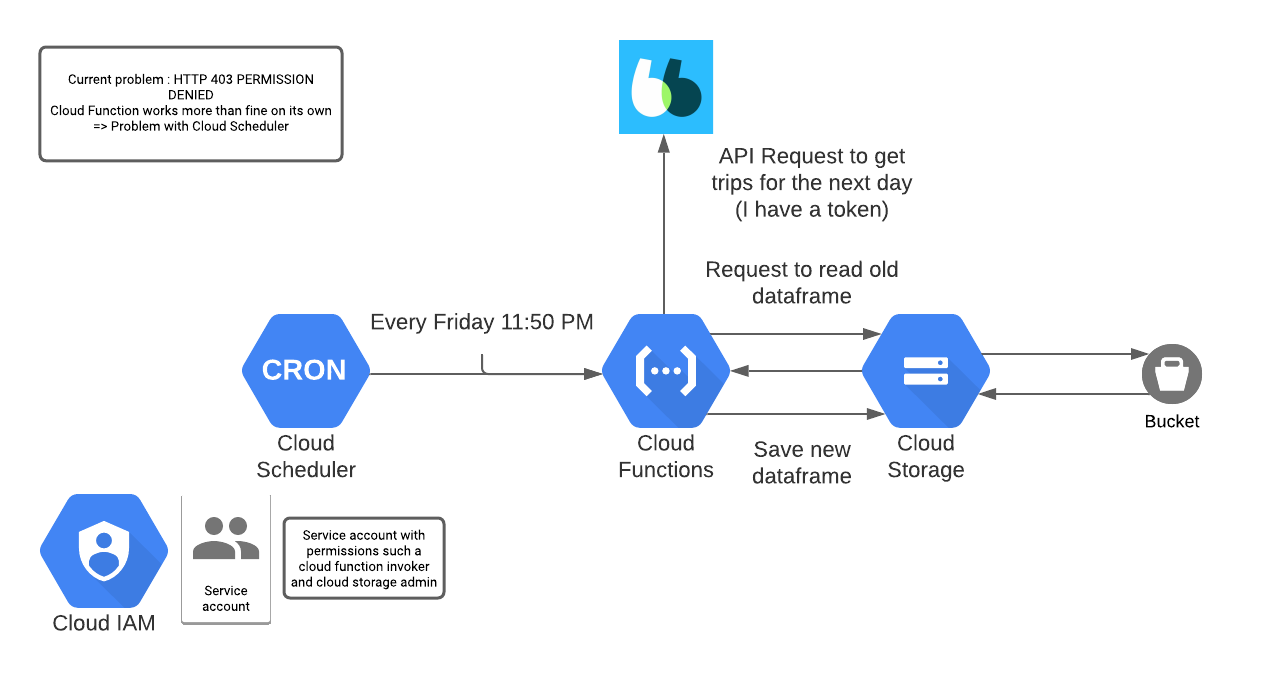 Current problem : HTTP 403 PERMISSION
DENIED
Cloud Function works more than fine on its own
=> Problem with Cloud Scheduler
API Request to get
trips for the next day
(I have a token)
Request to read old
dataframe
Every Friday 11:50 PM
CRON
Cloud
Scheduler
Cloud
Functions
Save new
dataframe
Cloud
Storage
Bucket
Cloud IAM
Service
account
Service account with
permissions such a
cloud function invoker
and cloud storage admin